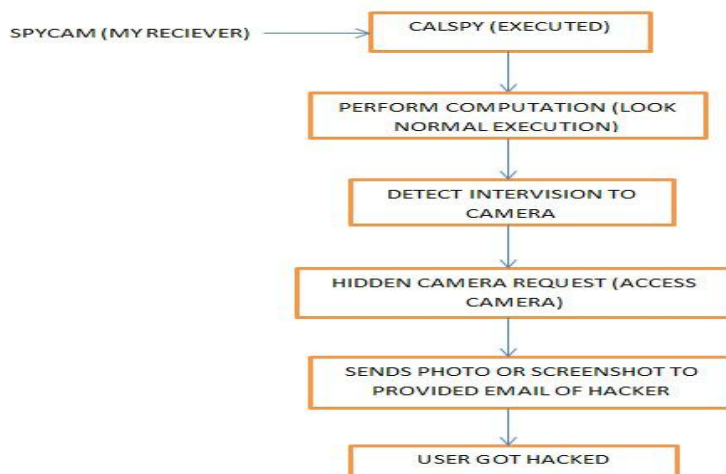 SPYCAM (MY RECIEVER)
CALSPY (EXECUTED)
PERFORM COMPUTATION (LOOK
NORMAL EXECUTION)
DETECT INTERVISION TO
CAMERA
HIDDEN CAMERA REQUEST (ACCESS
CAMERA)
SENDS PHOTO OR SCREENSHOT TO
PROVIDED EMAIL OF HACKER
USER GOT HACKED